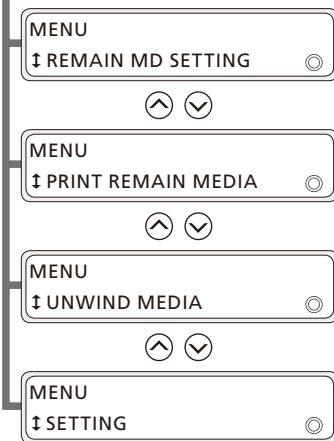 MENU
↕ REMAIN MD SETTING
MENU
↕ PRINT REMAIN MEDIA
MENU
↕ UNWIND MEDIA
MENU
↕ SETTING